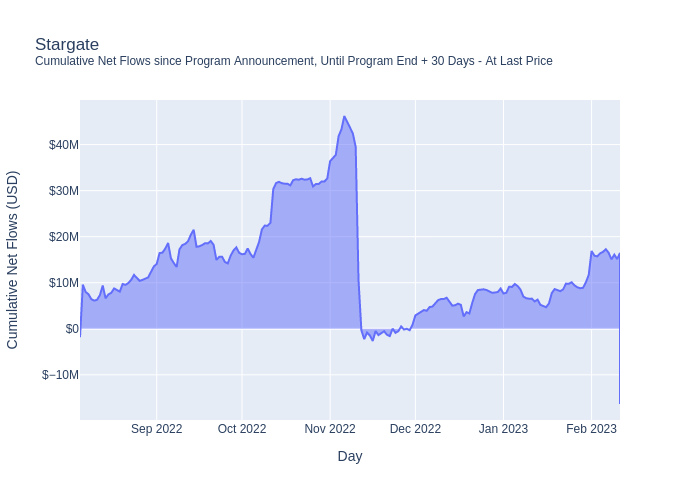 Stargate
Cumulative Net Flows since Program Announcement, Until Program End + 30 Days - At Last Price
Cumulative Net Flows (USD)
$40M
$30M
$20M
$10M
$0
$−10M
Sep 2022
Oct 2022
Nov 2022
Dec 2022
Jan 2023
Feb 2023
Day